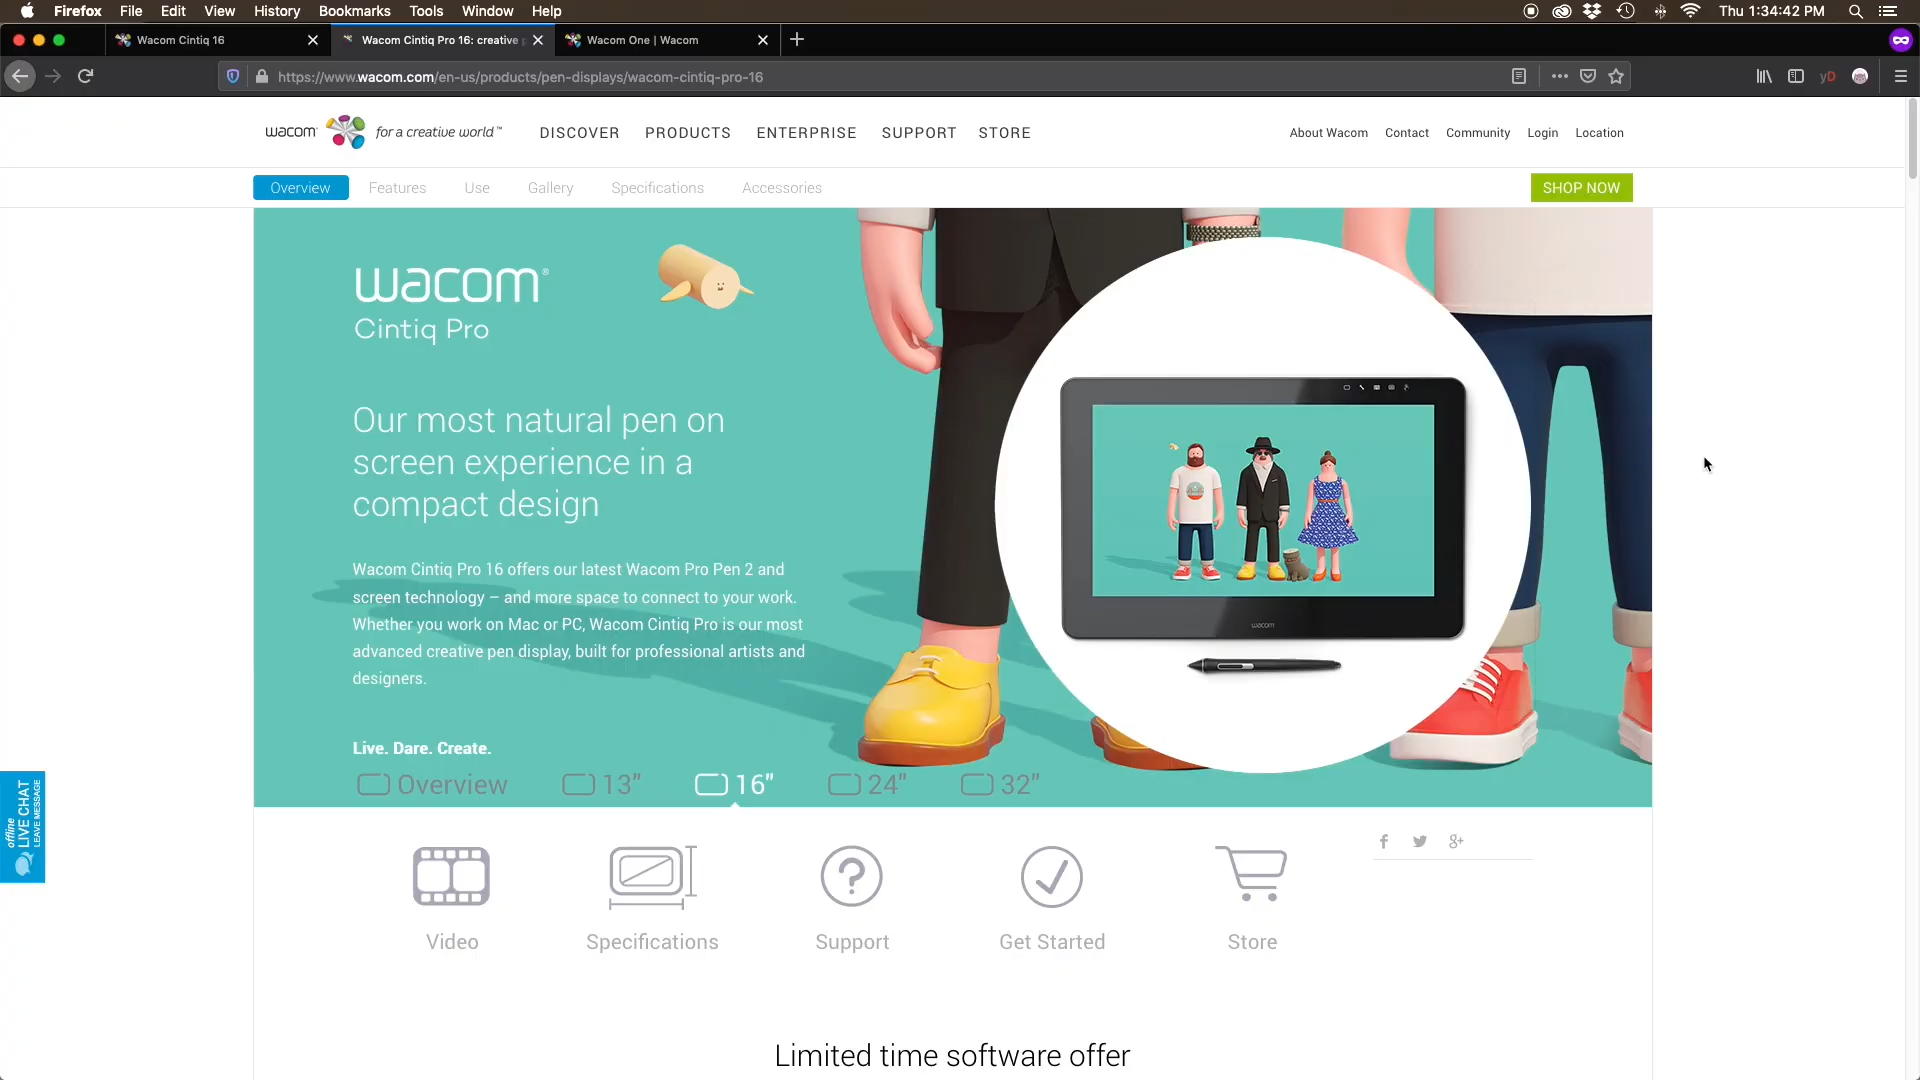 Firefox File Edit View History Bookmarks Tools Window Help
Thu 1:34:42 PM
Wacom Cintiq 16
Wacom Cintiq Pro 16: creative p
Wacom One | Wacom
https://www.wacom.com/en-us/products/pen-displays/wacom-cintiq-pro-16
yD
wacom for a creative world™
DISCOVER PRODUCTS ENTERPRISE SUPPORT STORE
About Wacom Contact Community Login Location
Overview Features Use Gallery Specifications Accessories
SHOP NOW
wacom®
Cintiq Pro
Our most natural pen on
screen experience in a
compact design
Wacom Cintiq Pro 16 offers our latest Wacom Pro Pen 2 and
screen technology – and more space to connect to your work.
Whether you work on Mac or PC, Wacom Cintiq Pro is our most
advanced creative pen display, built for professional artists and
designers.
wacom
Live. Dare. Create.
Overview 13" 16" 24" 32"
offline
LIVE CHAT
LEAVE MESSAGE
Video Specifications Support Get Started Store
Limited time software offer